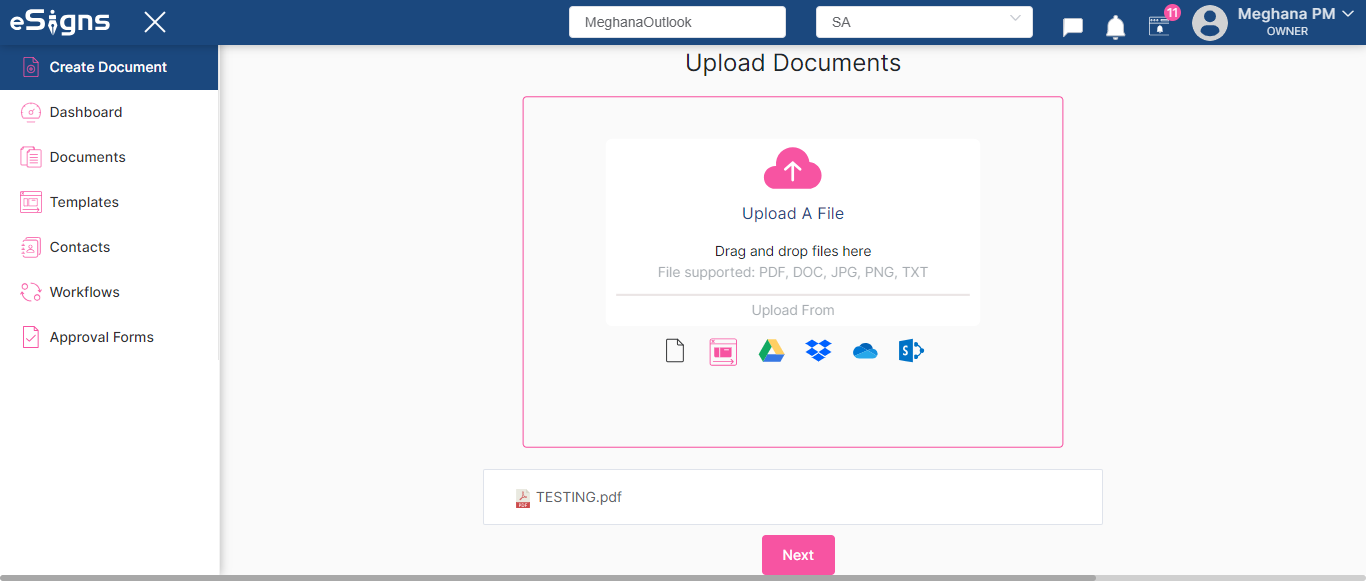 eSigns
MeghanaOutlook
SA
11
Meghana PM
OWNER
Create Document
Dashboard
Documents
Templates
Contacts
Workflows
Approval Forms
Upload Documents
Upload A File
Drag and drop files here
File supported: PDF, DOC, JPG, PNG, TXT
Upload From
S
PDF
TESTING.pdf
Next